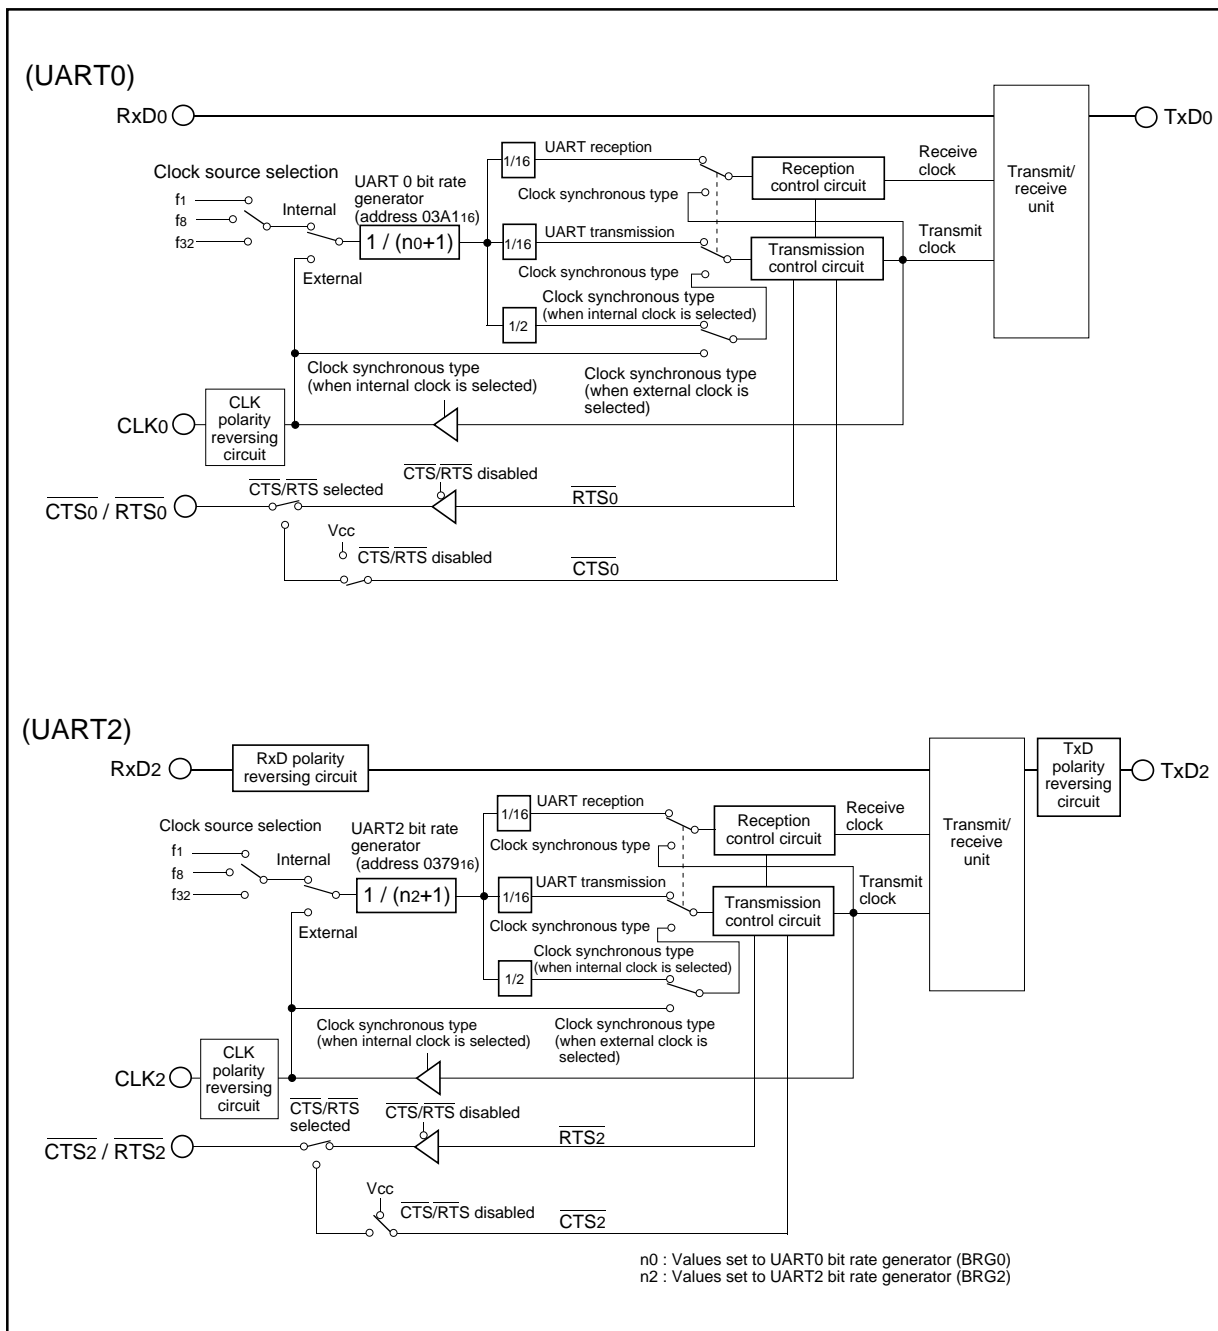 (UART0)
RxD0
TxD0
Clock source selection
f1
f8
f32
Internal
External
UART 0 bit rate
generator
(address 03A116)
1 / (n0+1)
1/16
UART reception
Clock synchronous type
1/16
UART transmission
Clock synchronous type
1/2
Clock synchronous type
(when internal clock is selected)
Reception
control circuit
Transmission
control circuit
Receive
clock
Transmit
clock
Transmit/
receive
unit
Clock synchronous type
(when internal clock is selected)
Clock synchronous type
(when external clock is
selected)
CLK0
CLK
polarity
reversing
circuit
CTS0 / RTS0
CTS/RTS selected
CTS/RTS disabled
RTS0
Vcc
CTS/RTS disabled
CTS0
(UART2)
RxD2
RxD polarity
reversing circuit
TxD
polarity
reversing
circuit
TxD2
Clock source selection
f1
f8
f32
Internal
External
UART2 bit rate
generator
(address 037916)
1 / (n2+1)
1/16
UART reception
Clock synchronous type
1/16
UART transmission
Clock synchronous type
1/2
Clock synchronous type
(when internal clock is selected)
Reception
control circuit
Transmission
control circuit
Receive
clock
Transmit
clock
Transmit/
receive
unit
Clock synchronous type
(when internal clock is selected)
Clock synchronous type
(when external clock is
selected)
CLK2
CLK
polarity
reversing
circuit
CTS2 / RTS2
CTS/RTS
selected
CTS/RTS disabled
RTS2
Vcc
CTS/RTS disabled
CTS2
n0 : Values set to UART0 bit rate generator (BRG0)
n2 : Values set to UART2 bit rate generator (BRG2)